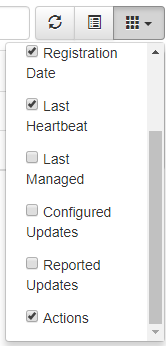 Registration
Date
Last
Heartbeat
Last
Managed
Configured
Updates
Reported
Updates
Actions